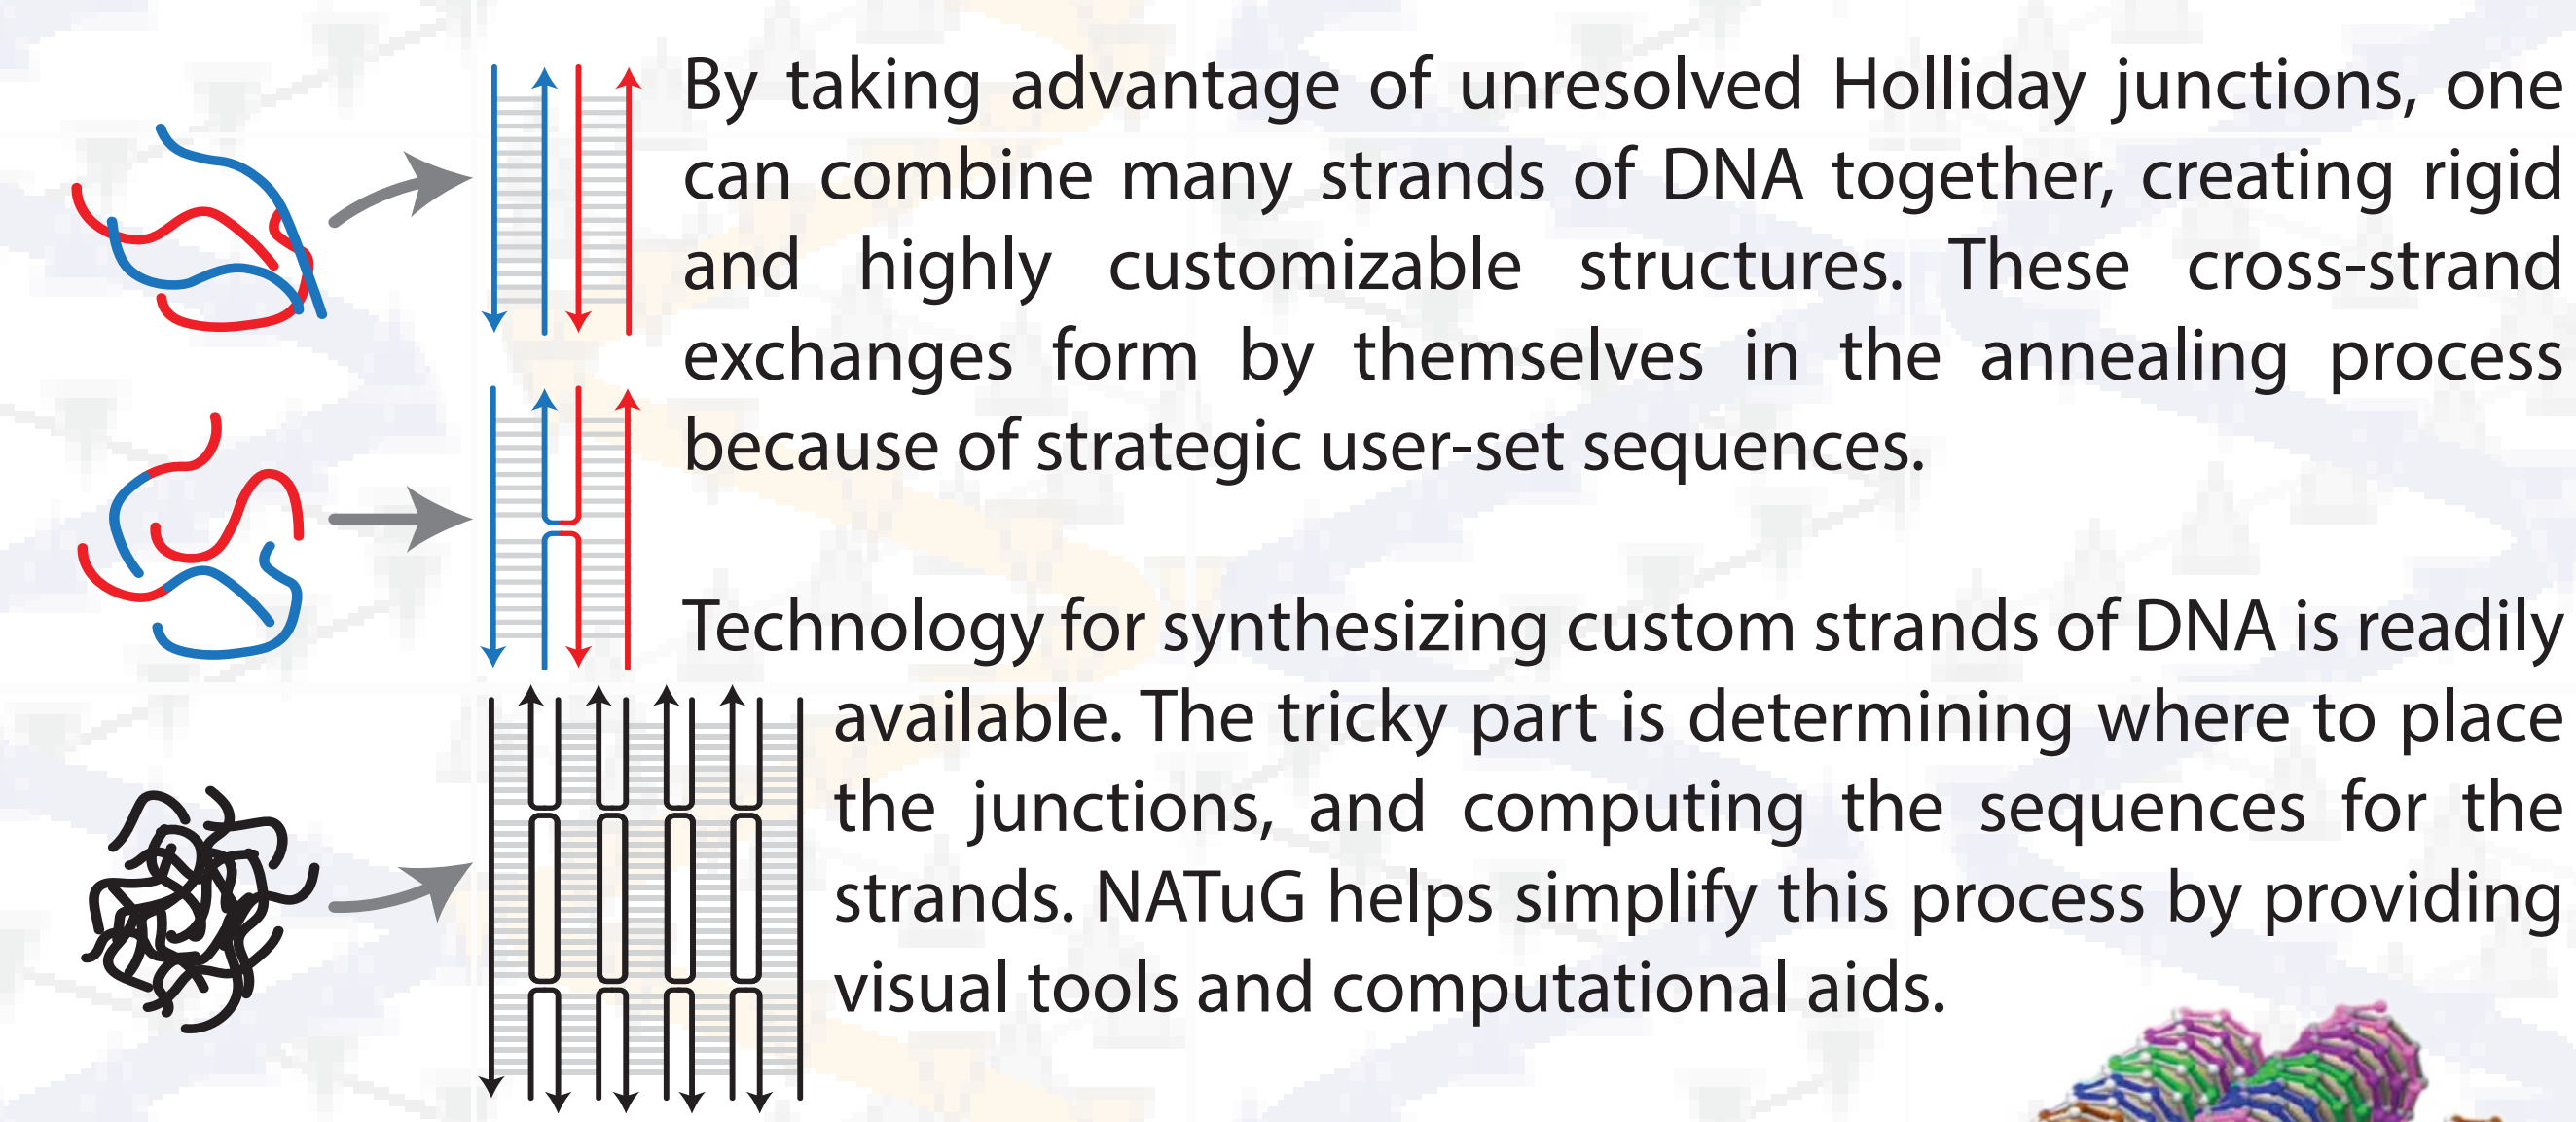 By taking advantage of unresolved Holliday junctions, one
can combine many strands of DNA together, creating rigid
and highly customizable structures. These cross-strand
exchanges form by themselves in the annealing process
because of strategic user-set sequences.
Technology for synthesizing custom strands of DNA is readily
available. The tricky part is determining where to place
the junctions, and computing the sequences for the
strands. NATuG helps simplify this process by providing
visual tools and computational aids.